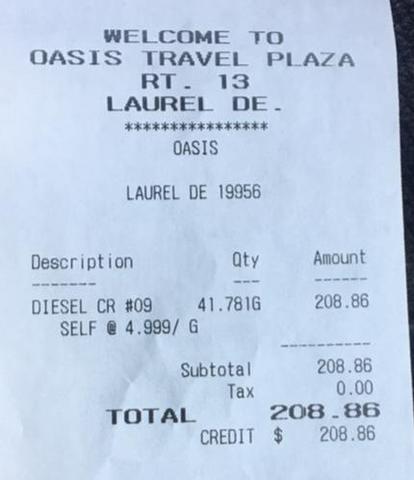 WELCOME TO
OASIS TRAVEL PLAZA
RT. 13
LAUREL DE.
****************
OASIS
LAUREL DE 19956
Description Qty Amount
------- --- ------
DIESEL CR #09 41.781G 208.86
SELF @ 4.999/ G
----------
Subtotal 208.86
Tax 0.00
TOTAL 208.86
CREDIT $ 208.86